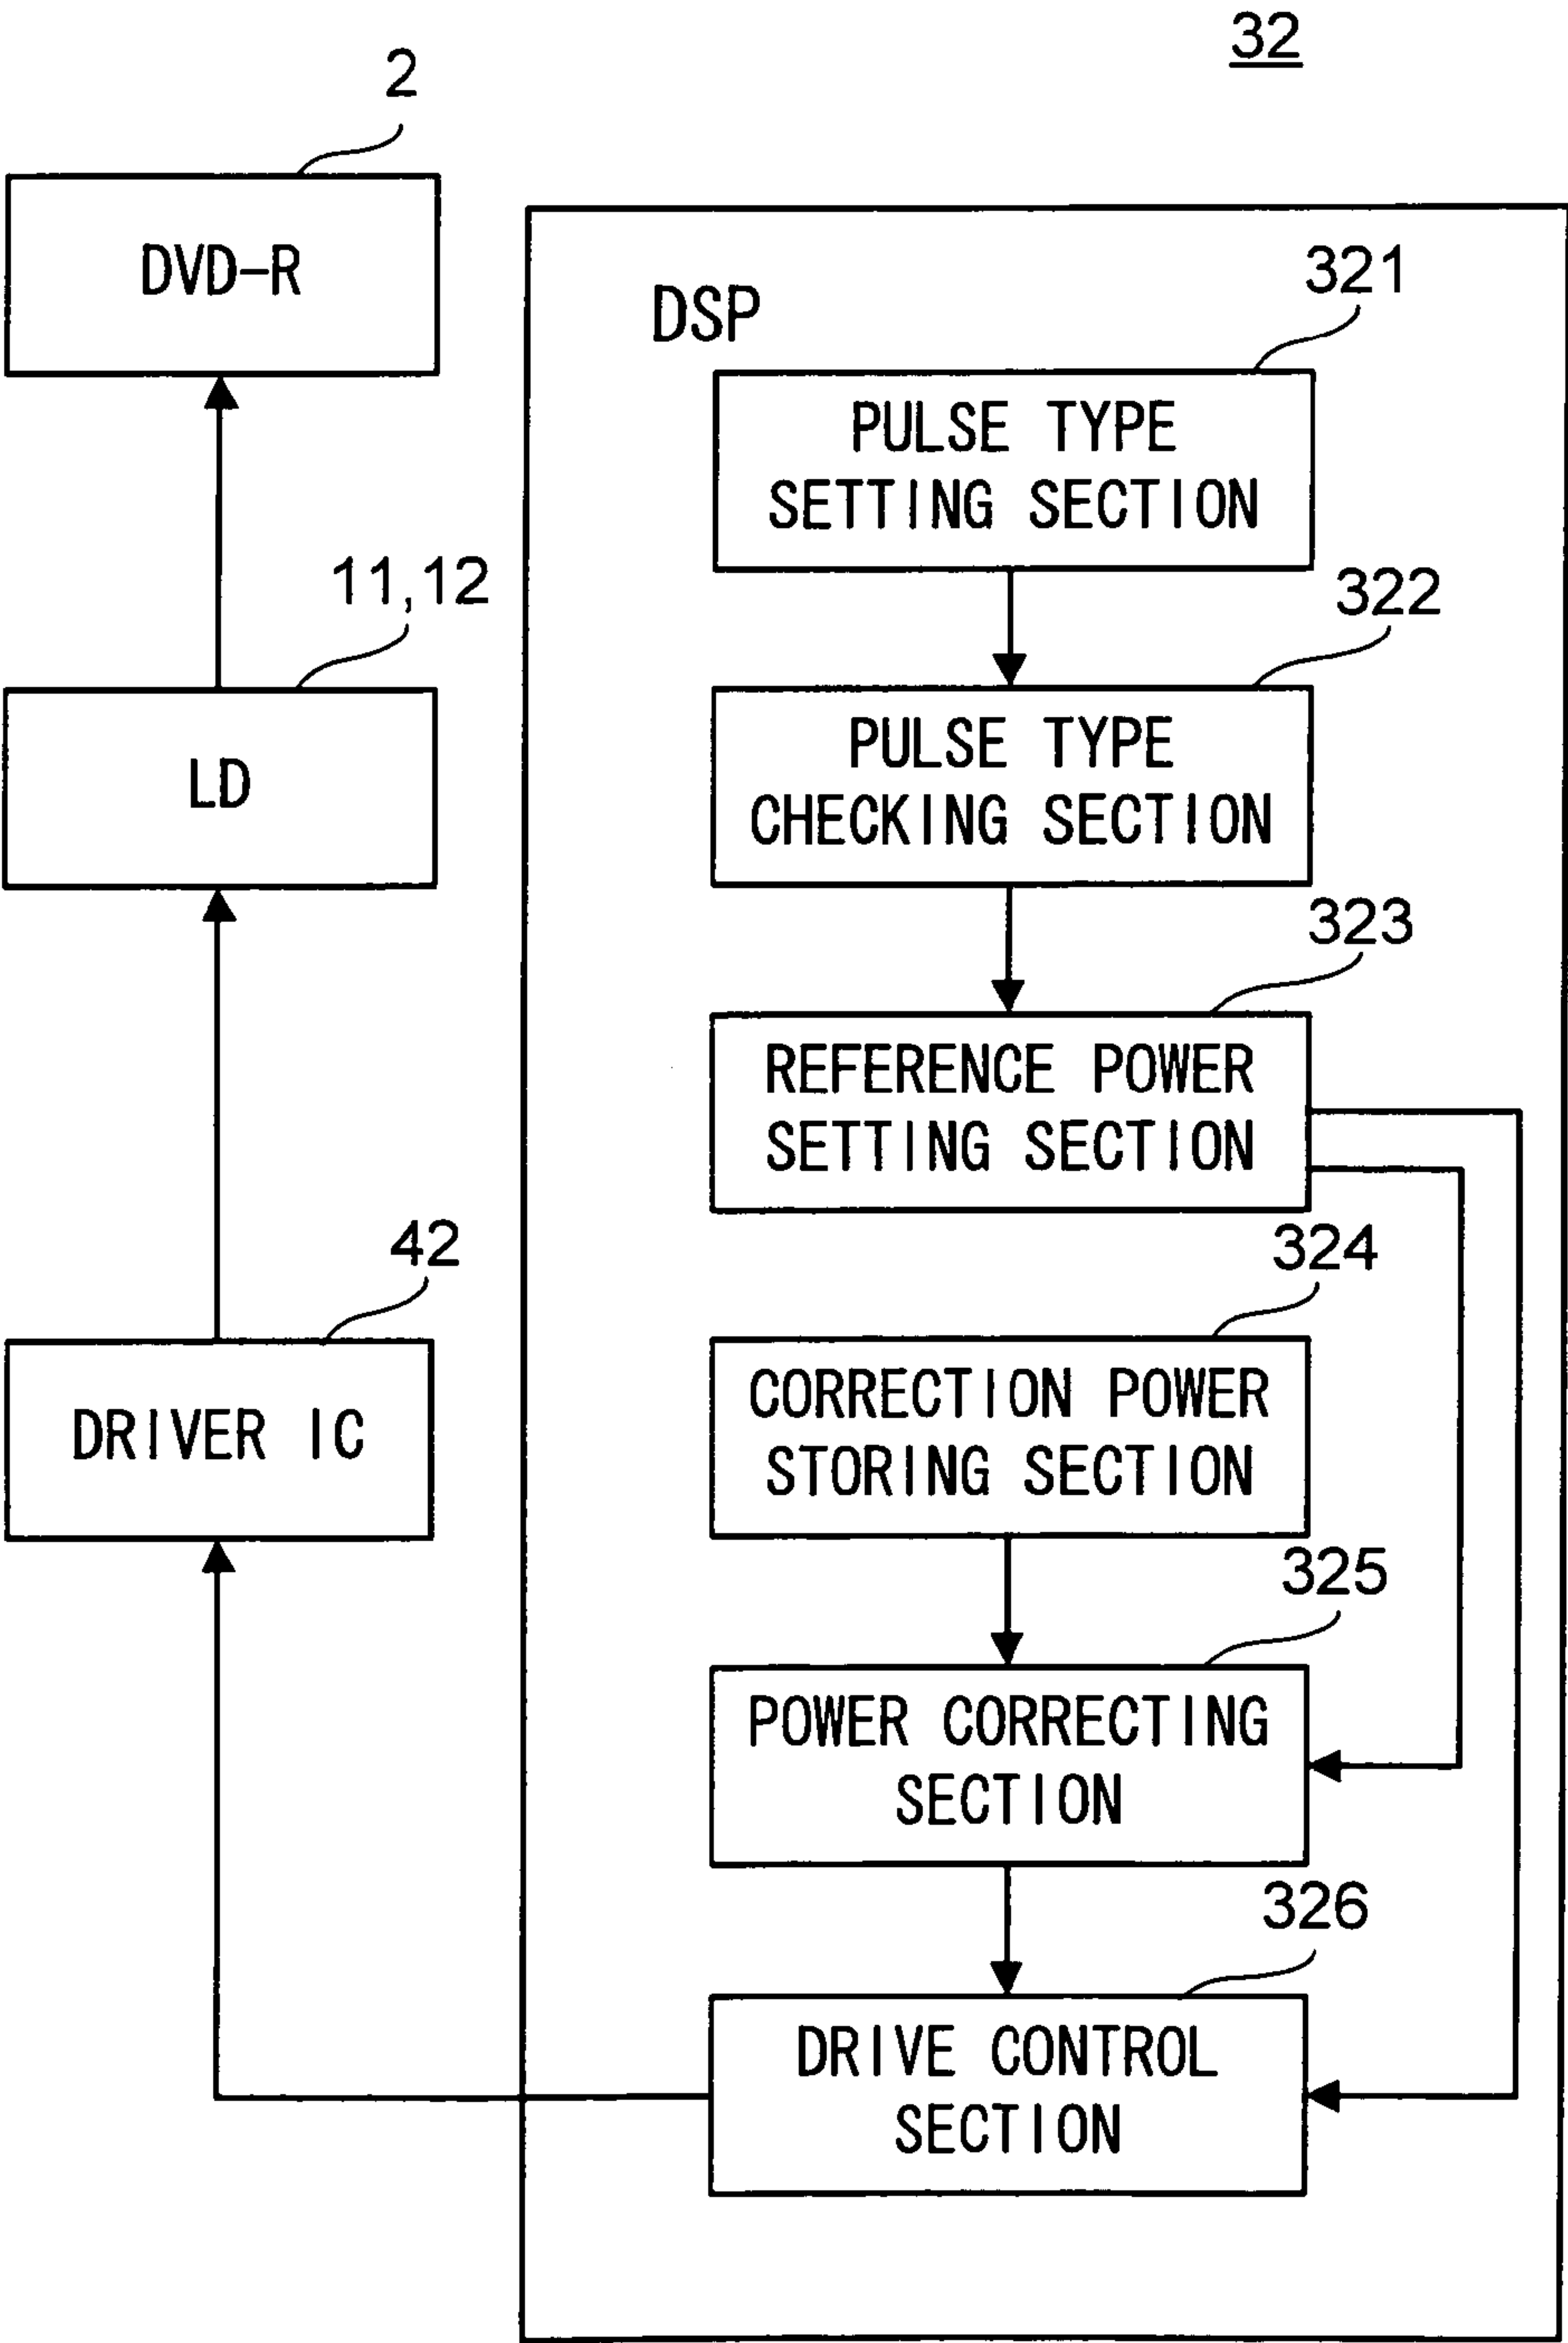 32
2
DVD-R
11,12
LD
42
DRIVER IC
DSP
321
PULSE TYPE
SETTING SECTION
322
PULSE TYPE
CHECKING SECTION
323
REFERENCE POWER
SETTING SECTION
324
CORRECTION POWER
STORING SECTION
325
POWER CORRECTING
SECTION
326
DRIVE CONTROL
SECTION